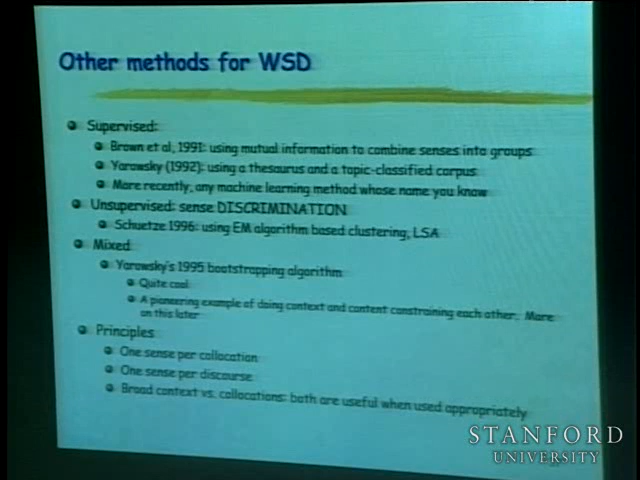 Other methods for WSD
Supervised:
Brown et al, 1991: using mutual information to combine senses into groups
Yarowsky (1992): using a thesaurus and a topic-classified corpus
More recently, any machine learning method whose name you know
Unsupervised: sense DISCRIMINATION
Schuetze 1996: using EM algorithm based clustering, LSA
Mixed
Yarowsky's 1995 bootstrapping algorithm
Quite cool
A pioneering example of doing context and content constraining each other. More
on this later
Principles
One sense per collocation
One sense per discourse
Broad context vs. collocations: both are useful when used appropriately
STANFORD
UNIVERSITY